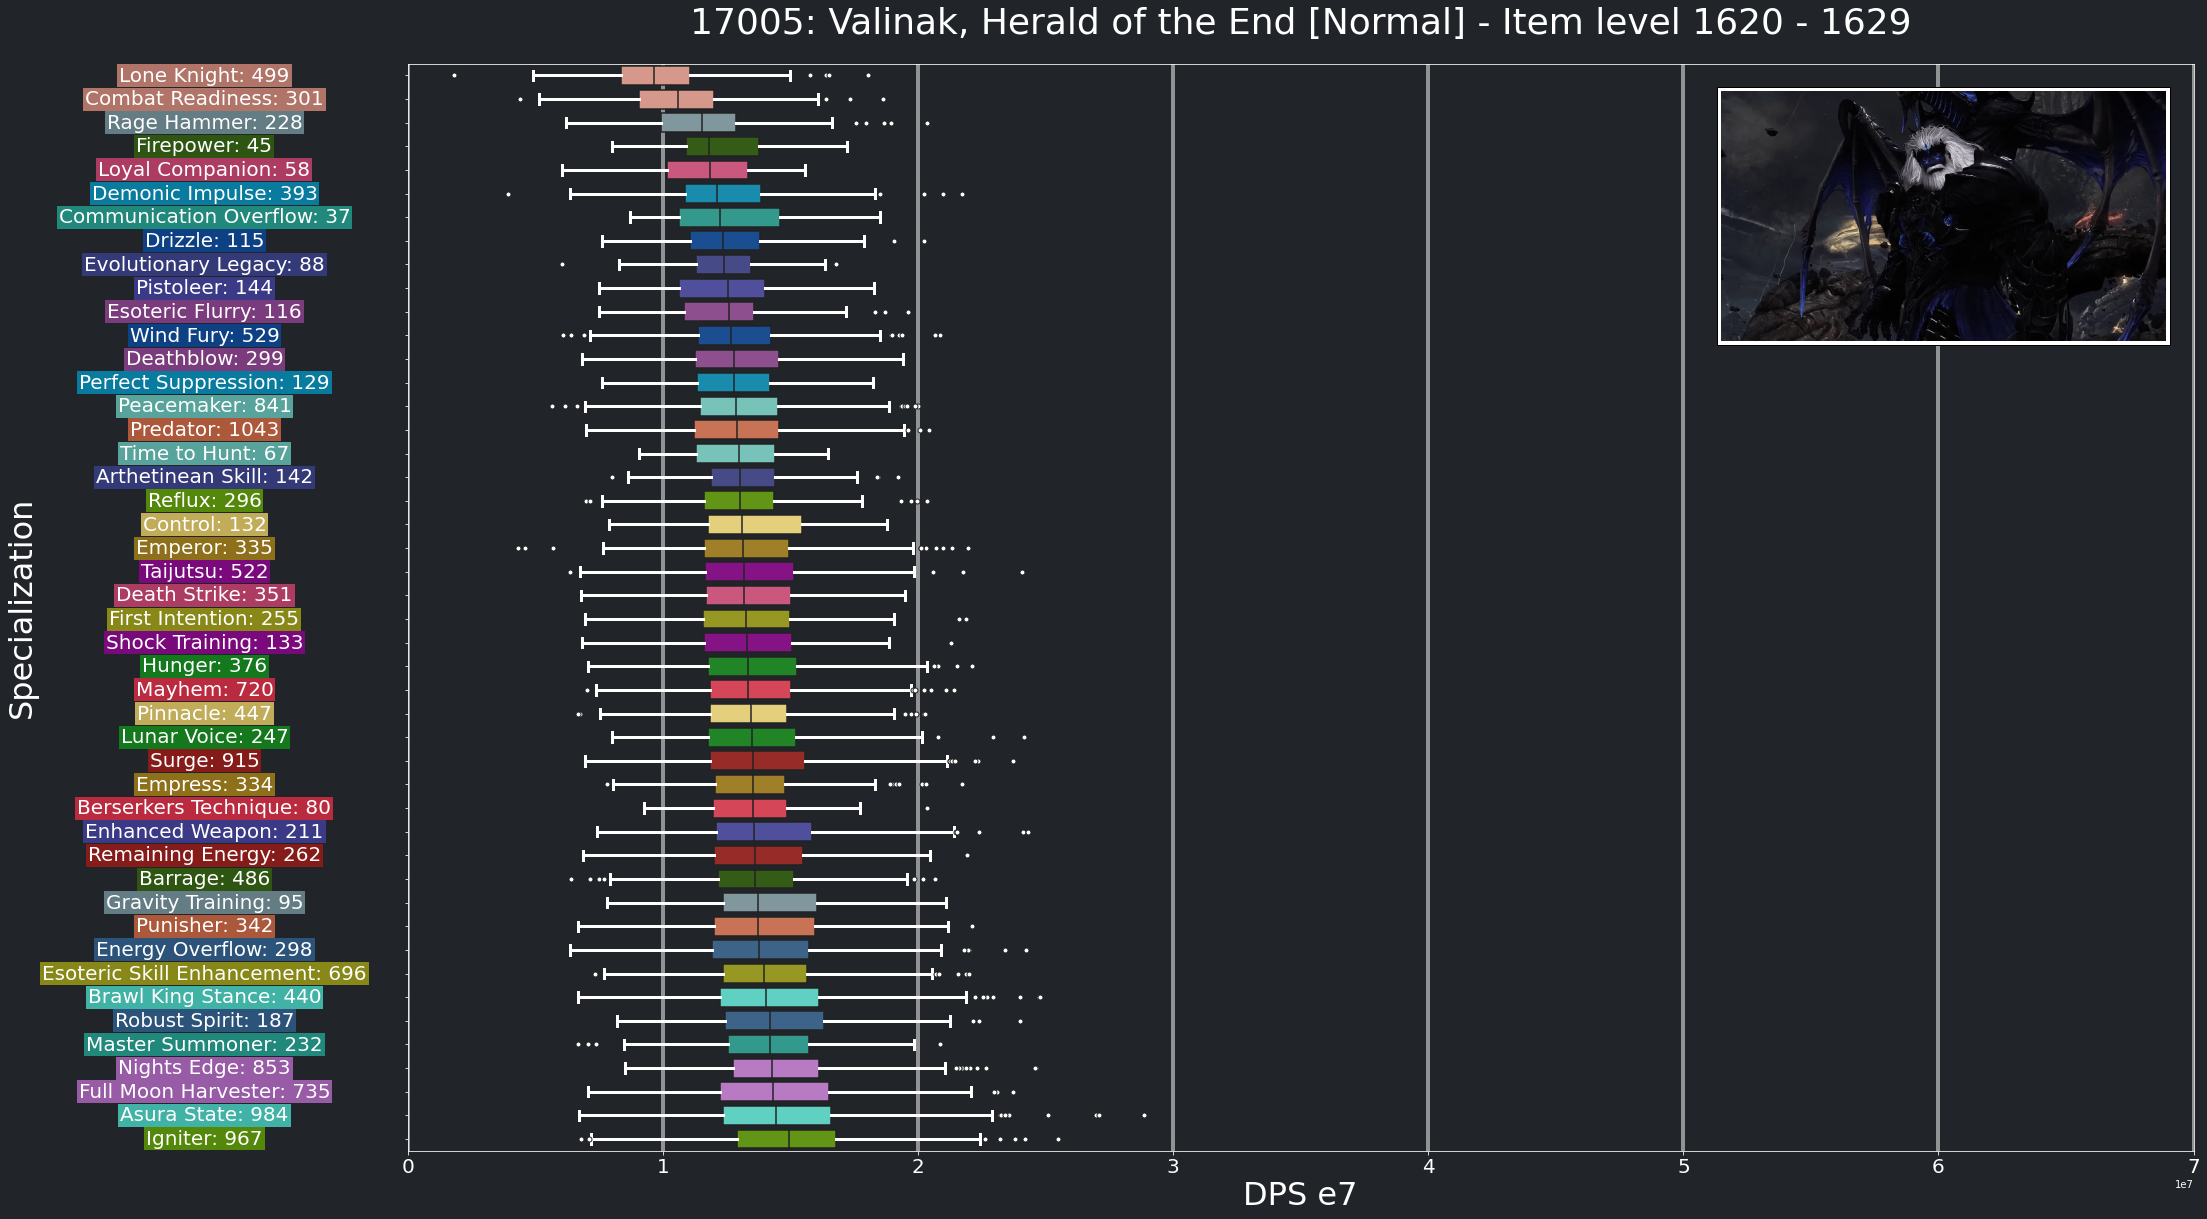 17005: Valinak, Herald of the End [Normal] - Item level 1620 - 1629
Lone Knight: 499
Combat Readiness: 301
Rage Hammer: 228
Firepower: 45
Loyal Companion: 58
Demonic Impulse: 393
Communication Overflow: 37
Drizzle: 115
Evolutionary Legacy: 88
Pistoleer: 144
Esoteric Flurry: 116
Wind Fury: 529
Deathblow: 299
Perfect Suppression: 129
Peacemaker: 841
Predator: 1043
Time to Hunt: 67
Arthetinean Skill: 142
Reflux: 296
Control: 132
Emperor: 335
Taijutsu: 522
Death Strike: 351
First Intention: 255
Shock Training: 133
Hunger: 376
Mayhem: 720
Pinnacle: 447
Lunar Voice: 247
Surge: 915
Empress: 334
Berserkers Technique: 80
Enhanced Weapon: 211
Remaining Energy: 262
Barrage: 486
Gravity Training: 95
Punisher: 342
Energy Overflow: 298
Esoteric Skill Enhancement: 696
Brawl King Stance: 440
Robust Spirit: 187
Master Summoner: 232
Nights Edge: 853
Full Moon Harvester: 735
Asura State: 984
Igniter: 967
Specialization
0 1 2 3 4 5 6 7
1e7
DPS e7